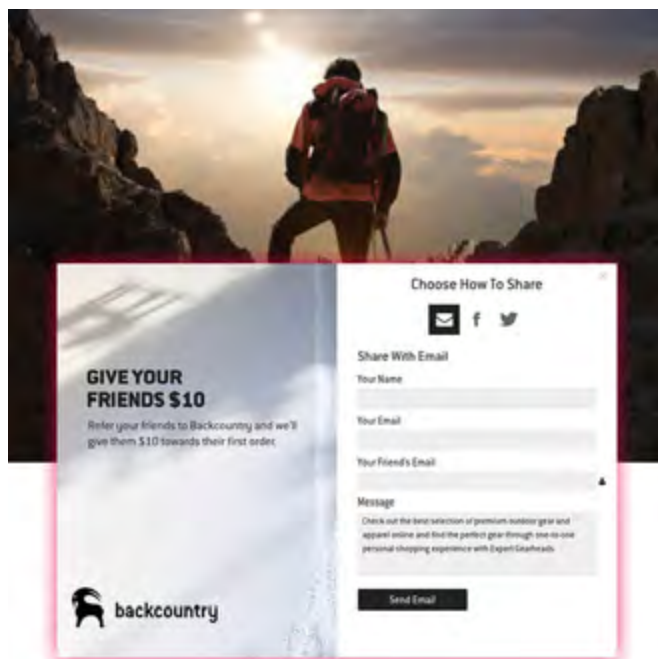 GIVE YOUR
FRIENDS $10
Refer your friends to Backcountry and we'll
give them $10 towards their first order.
backcountry
Choose How To Share
Share With Email
Your Name
Your Email
Your Friend's Email
Message
Check out the best selection of premium outdoor gear and
apparel online and find the perfect gear through one-to-one
personal shopping experience with Expert Gearheads.
Send Email